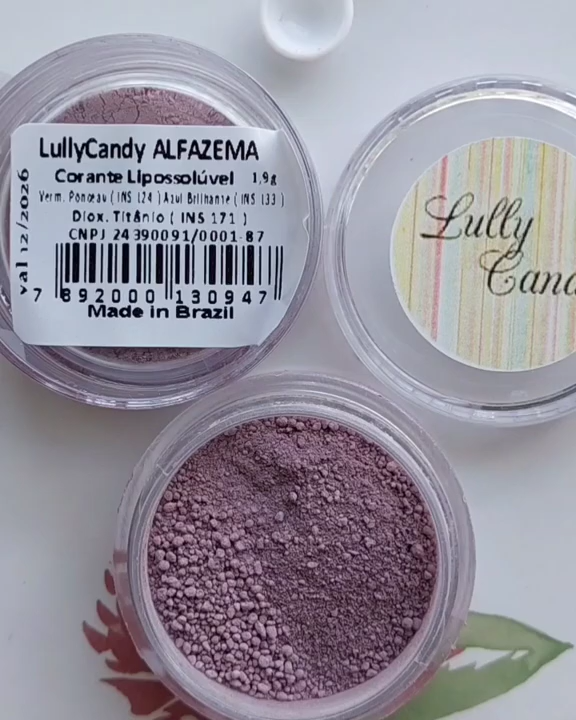 LullyCandy ALFAZEMA
Corante Lipossolúvel 1,9g
Verm. Ponceau ( INS 124 ) Azul Brilhante ( INS 133 )
Diox. Titânio ( INS 171 )
CNPJ 24390091/0001-87
7 892000 130947
Made in Brazil
val 12/2026
Lully